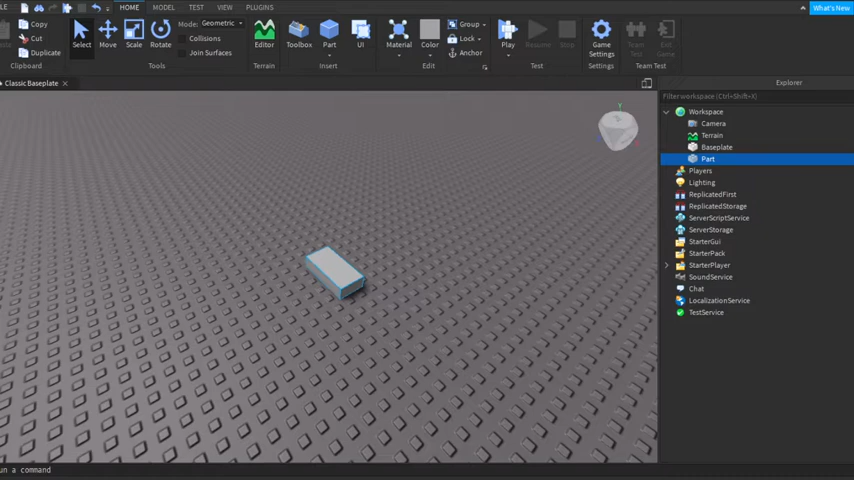 LE
HOME MODEL TEST VIEW PLUGINS
What's New
Copy
Cut
Duplicate
Clipboard
Select
Move
Scale
Rotate
Mode: Geometric
Collisions
Join Surfaces
Tools
Editor
Terrain
Toolbox
Part
UI
Insert
Material
Color
Group
Lock
Anchor
Edit
Play
Resume
Stop
Test
Game
Settings
Settings
Team
Test
Exit
Game
Team Test
Classic Baseplate
Explorer
Filter workspace (Ctrl+Shift+X)
Workspace
Camera
Terrain
Baseplate
Part
Players
Lighting
ReplicatedFirst
ReplicatedStorage
ServerScriptService
ServerStorage
StarterGui
StarterPack
StarterPlayer
SoundService
Chat
LocalizationService
TestService
Y
un a command